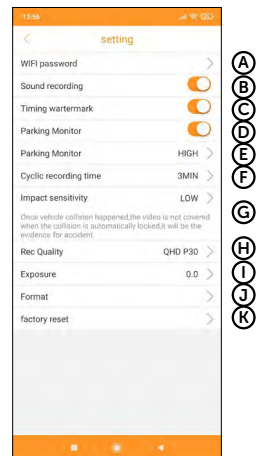 12:56
setting
WIFI password A
Sound recording B
Timing wartermark C
Parking Monitor D
Parking Monitor HIGH E
Cyclic recording time 3MIN F
Impact sensitivity LOW G
Once vehicle collision happened,the video is not covered
when the collision is automatically locked,it will be the
evidence for accident.
Rec Quality QHD P30 H
Exposure 0.0 I
Format J
factory reset K